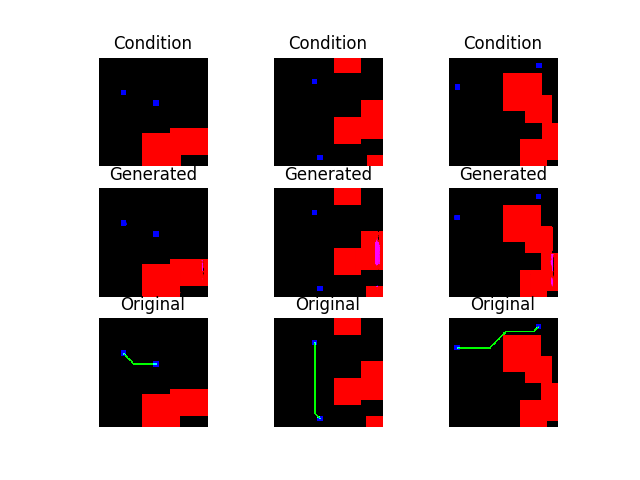 Condition Condition Condition
Generated Generated Generated
Original Original Original